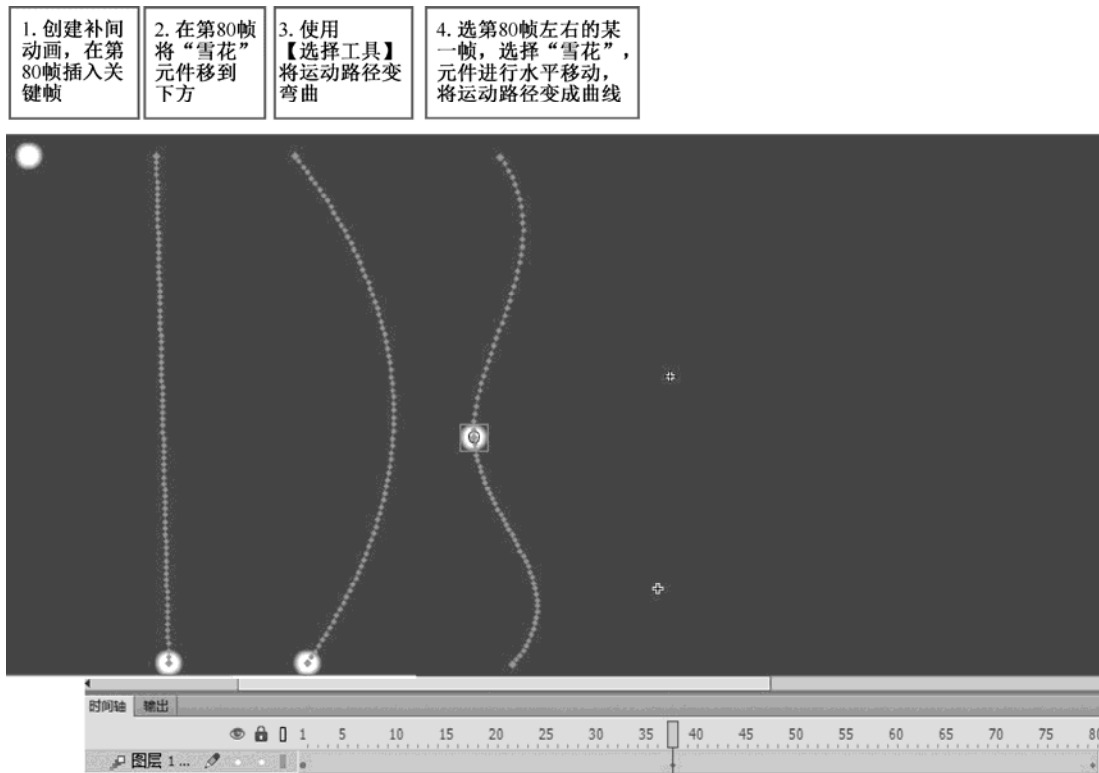 1. 创建补间
动画，在第
80帧插入关
键帧
2. 在第80帧
将“雪花”
元件移到
下方
3. 使用
【选择工具】
将运动路径变
弯曲
4. 选第80帧左右的某
一帧，选择“雪花”，
元件进行水平移动，
将运动路径变成曲线
时间轴 输出
1 5 10 15 20 25 30 35 40 45 50 55 60 65 70 75 80
图层 1...